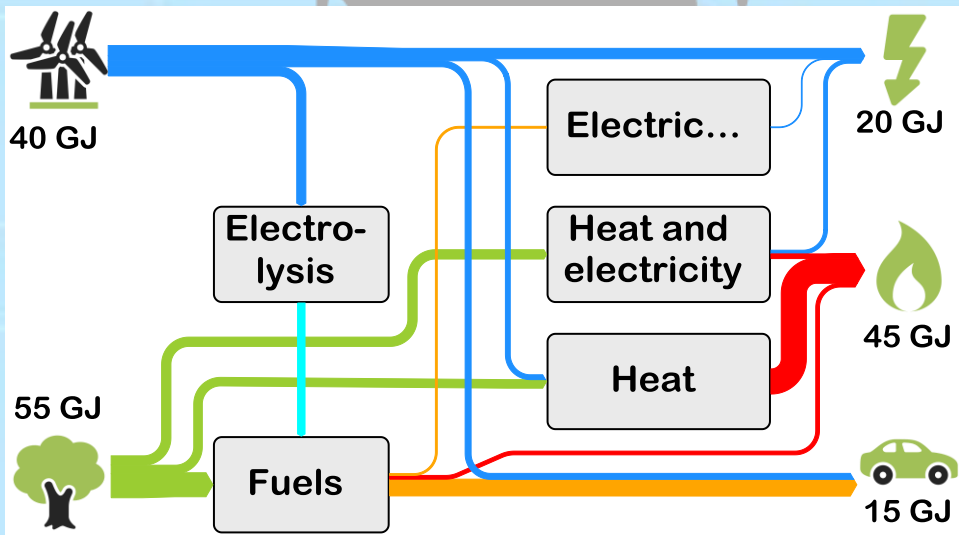 40 GJ
Electric...
20 GJ
Electro-
lysis
Heat and
electricity
45 GJ
Heat
55 GJ
Fuels
15 GJ